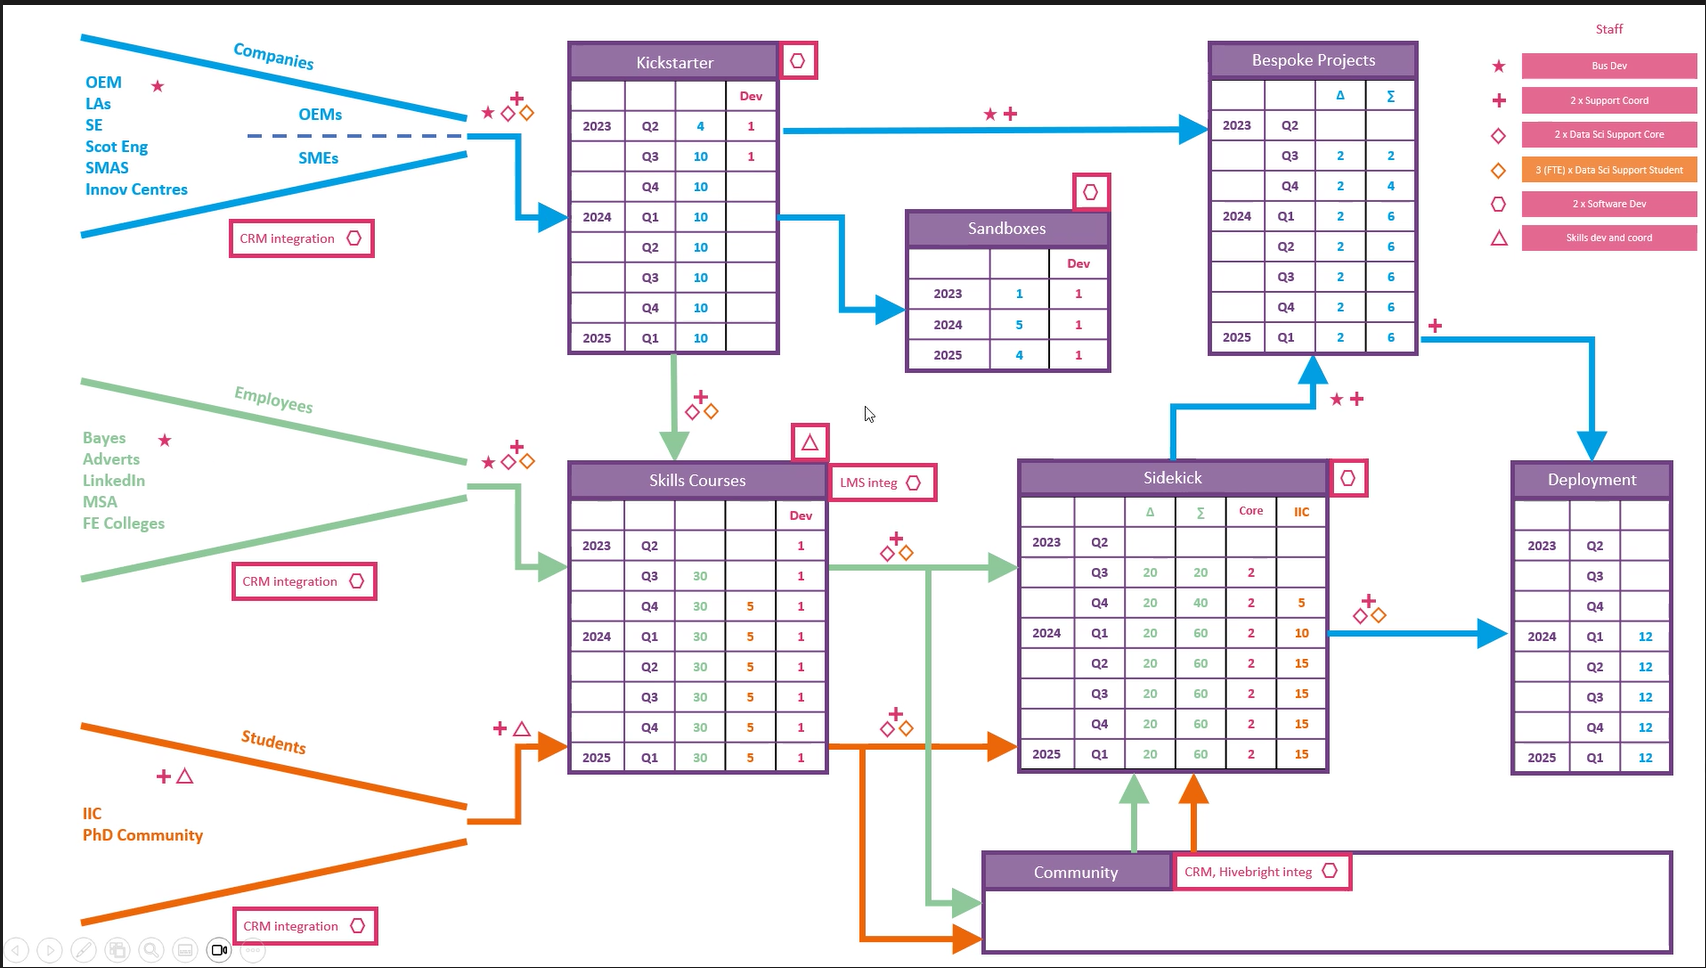 Companies
OEM
LAs
SE
Scot Eng
SMAS
Innov Centres
OEMs
SMEs
CRM integration
Kickstarter
Dev
2023 Q2 4 1
Q3 10 1
Q4 10
2024 Q1 10
Q2 10
Q3 10
Q4 10
2025 Q1 10
Sandboxes
Dev
2023 1 1
2024 5 1
2025 4 1
Bespoke Projects
Δ Σ
2023 Q2
Q3 2 2
Q4 2 4
2024 Q1 2 6
Q2 2 6
Q3 2 6
Q4 2 6
2025 Q1 2 6
Staff
Bus Dev
2 x Support Coord
2 x Data Sci Support Core
3 (FTE) x Data Sci Support Student
2 x Software Dev
Skills dev and coord
Employees
Bayes
Adverts
LinkedIn
MSA
FE Colleges
CRM integration
Skills Courses
LMS integ
Dev
2023 Q2 1
Q3 30 1
Q4 30 5 1
2024 Q1 30 5 1
Q2 30 5 1
Q3 30 5 1
Q4 30 5 1
2025 Q1 30 5 1
Sidekick
Δ Σ Core IIC
2023 Q2
Q3 20 20 2
Q4 20 40 2 5
2024 Q1 20 60 2 10
Q2 20 60 2 15
Q3 20 60 2 15
Q4 20 60 2 15
2025 Q1 20 60 2 15
Deployment
2023 Q2
Q3
Q4
2024 Q1 12
Q2 12
Q3 12
Q4 12
2025 Q1 12
Students
IIC
PhD Community
CRM integration
Community
CRM, Hivebright integ